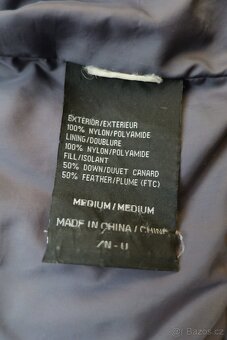 EXTERIOR/EXTERIEUR
100% NYLON/POLYAMIDE
LINING/DOUBLURE
100% NYLON/POLYAMIDE
FILL/ISOLANT
50% DOWN/DUVET CANARD
50% FEATHER/PLUME (FTC)
MEDIUM/MEDIUM
MADE IN CHINA/CHINE
ZN-U
sbazar.cz